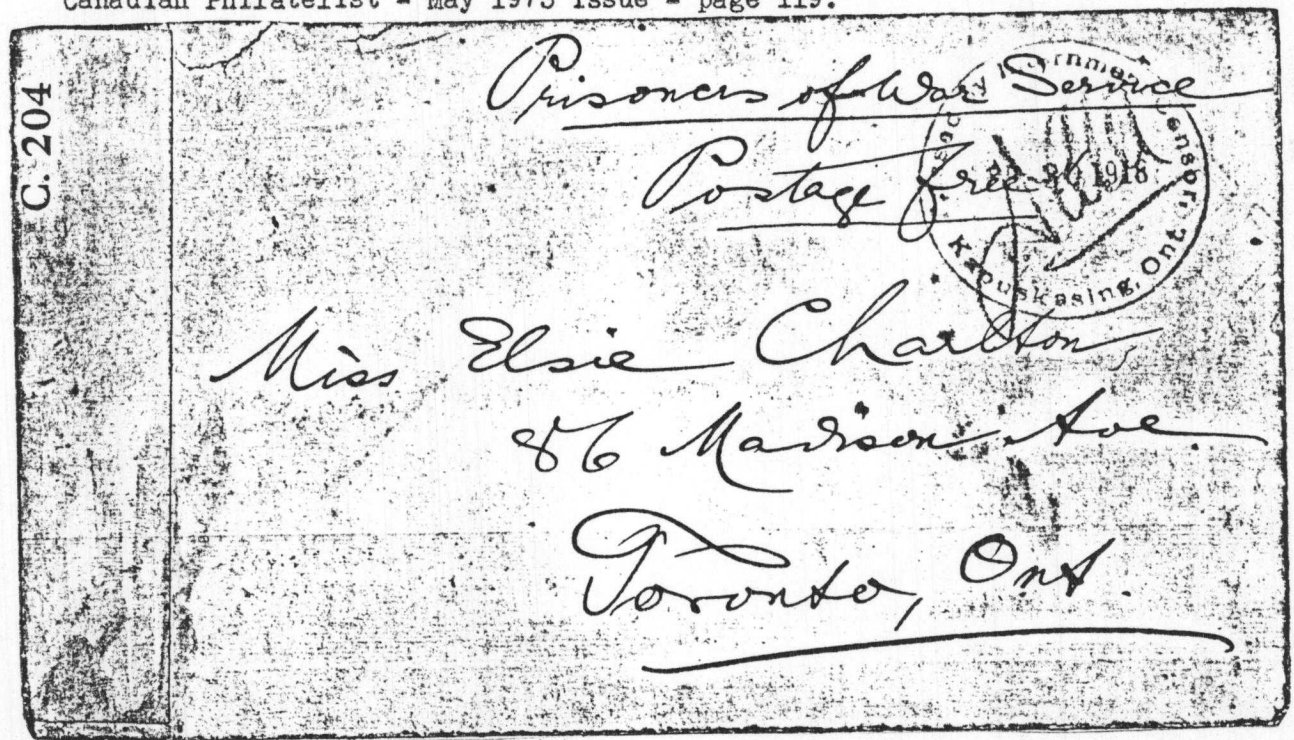 Canadian Philatelist - May 1975 issue - page 119.
C. 204
Prisoners of War Service
Postage free
1918
Kapuskasing, Ont.
Miss Elsie Charlton,
86 Madison Ave.
Toronto, Ont.